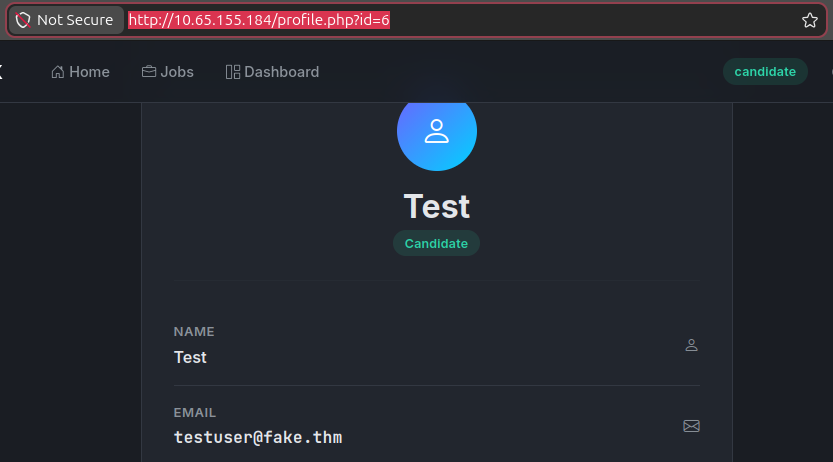 Not Secure http://10.65.155.184/profile.php?id=6
Home Jobs Dashboard candidate
Test
Candidate
NAME
Test
EMAIL
testuser@fake.thm